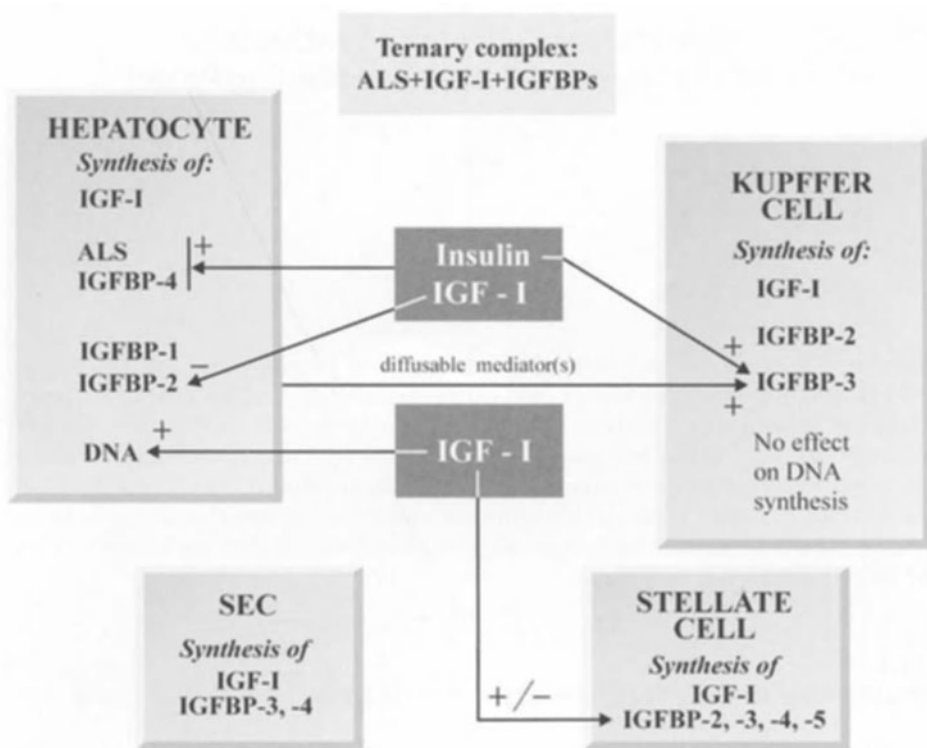 Ternary complex:
ALS+IGF-I+IGFBPs
HEPATOCYTE
Synthesis of:
IGF-I
ALS
IGFBP-4
+
IGFBP-1
IGFBP-2
−
DNA
+
Insulin
IGF - I
diffusable mediator(s)
IGF - I
KUPFFER
CELL
Synthesis of:
IGF-I
IGFBP-2
+
IGFBP-3
+
No effect
on DNA
synthesis
SEC
Synthesis of
IGF-I
IGFBP-3, -4
+/−
STELLATE
CELL
Synthesis of
IGF-I
IGFBP-2, -3, -4, -5